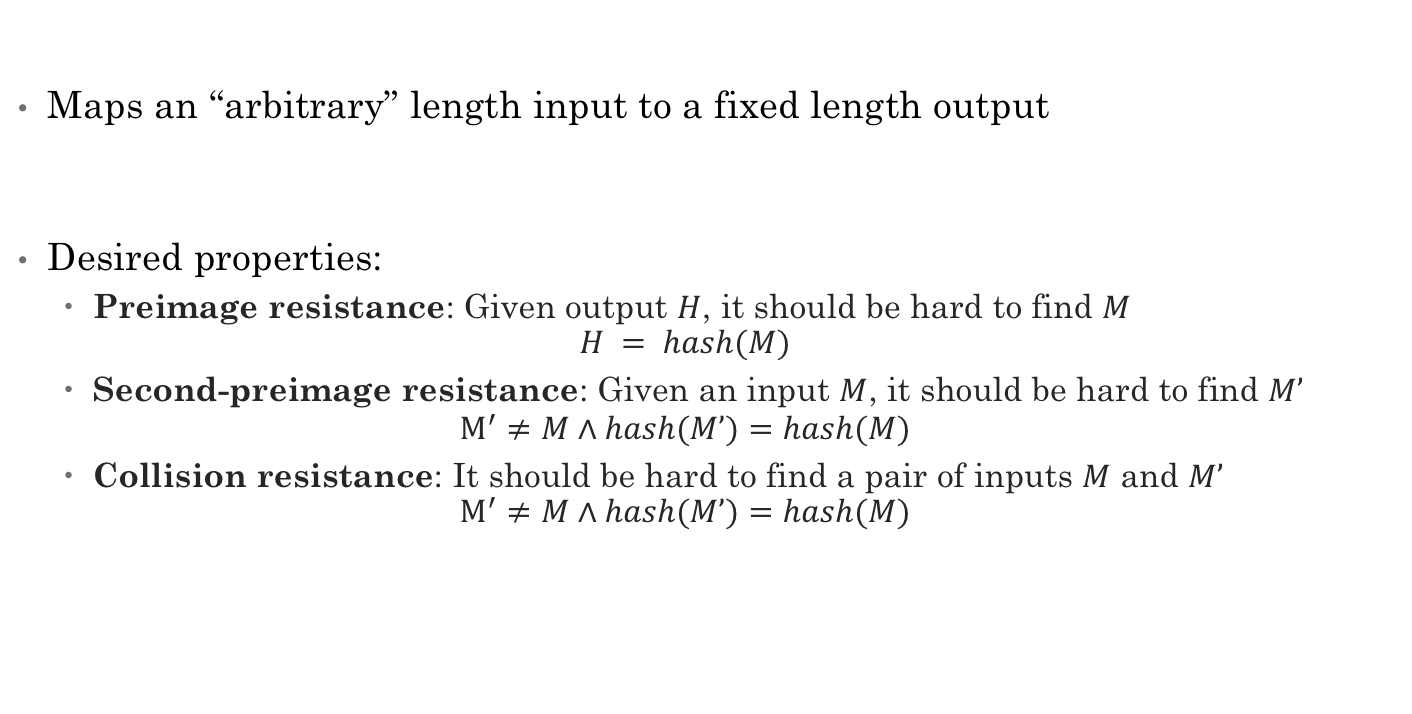 • Maps an “arbitrary” length input to a fixed length output
• Desired properties:
• Preimage resistance: Given output H, it should be hard to find M
H = hash(M)
• Second-preimage resistance: Given an input M, it should be hard to find M’
M′ ≠ M ∧ hash(M’) = hash(M)
• Collision resistance: It should be hard to find a pair of inputs M and M’
M′ ≠ M ∧ hash(M’) = hash(M)